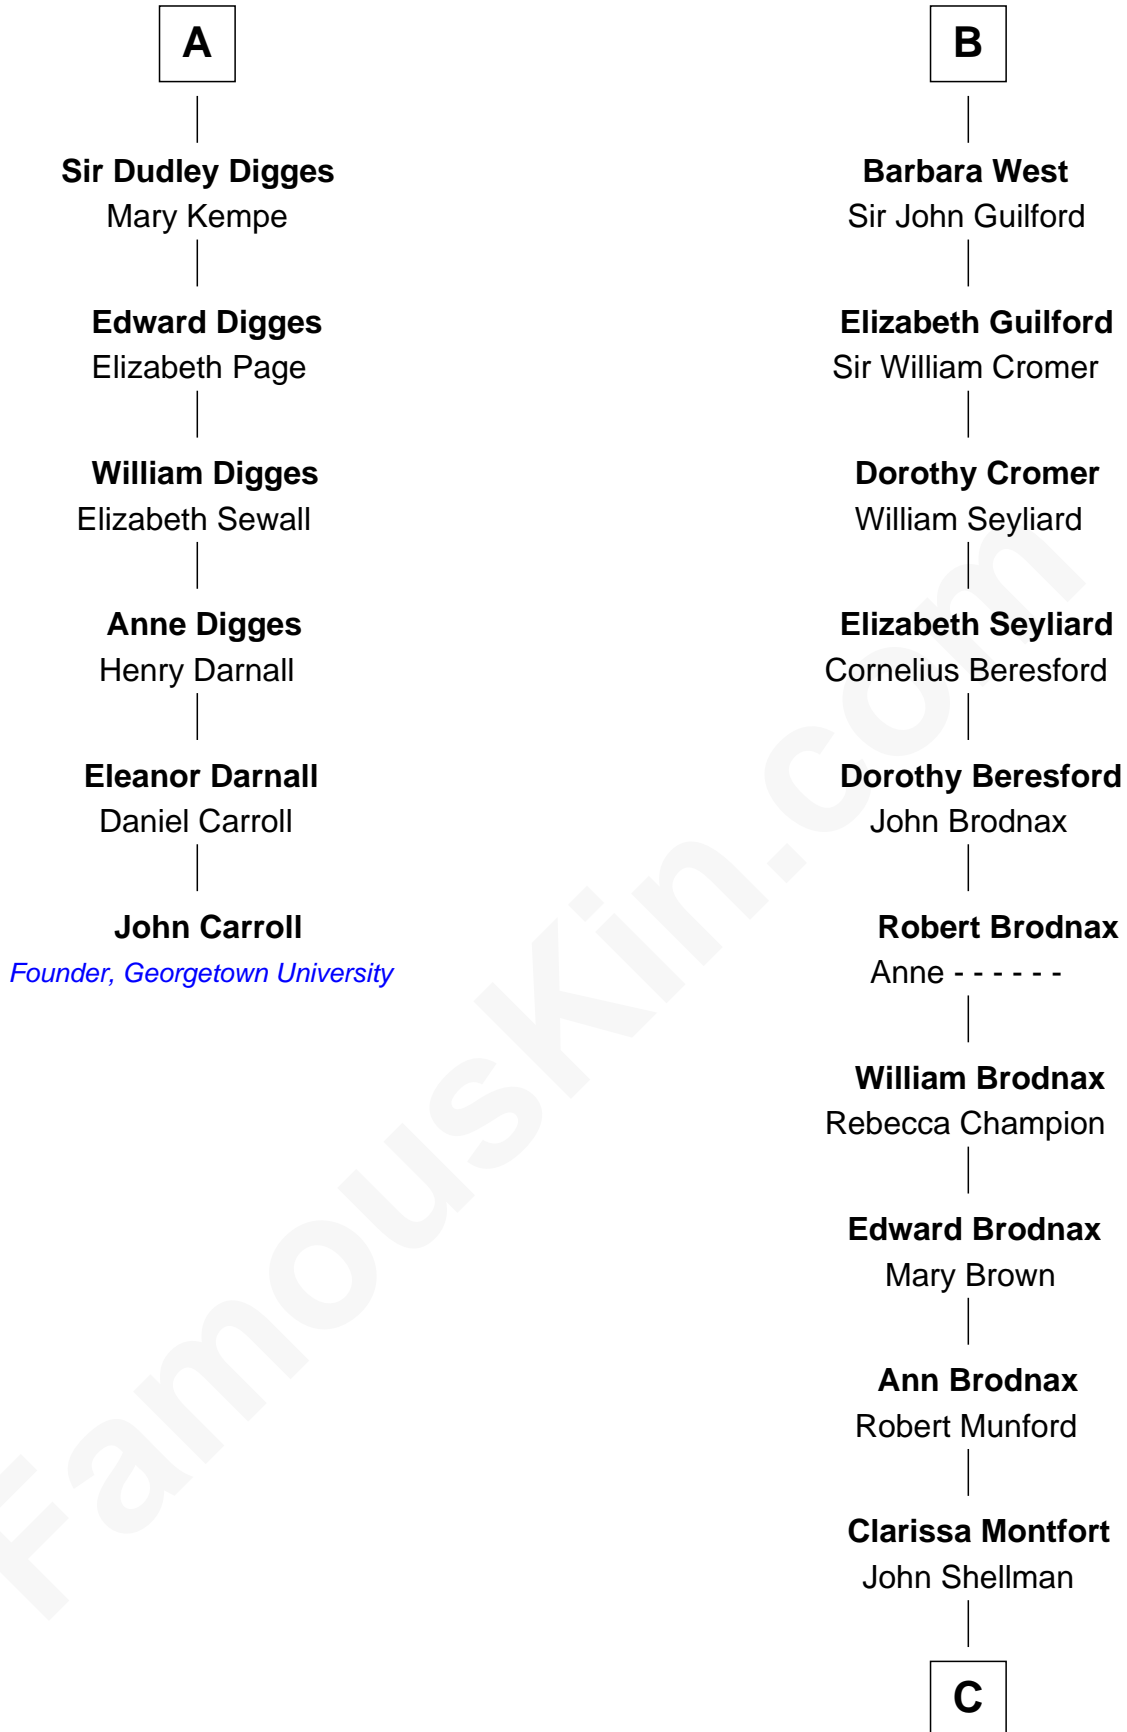 A
Sir Dudley Digges
Mary Kempe
Edward Digges
Elizabeth Page
William Digges
Elizabeth Sewall
Anne Digges
Henry Darnall
Eleanor Darnall
Daniel Carroll
John Carroll
Founder, Georgetown University
B
Barbara West
Sir John Guilford
Elizabeth Guilford
Sir William Cromer
Dorothy Cromer
William Seyliard
Elizabeth Seyliard
Cornelius Beresford
Dorothy Beresford
John Brodnax
Robert Brodnax
Anne - - - - - -
William Brodnax
Rebecca Champion
Edward Brodnax
Mary Brown
Ann Brodnax
Robert Munford
Clarissa Montfort
John Shellman
C
FamousKin.com